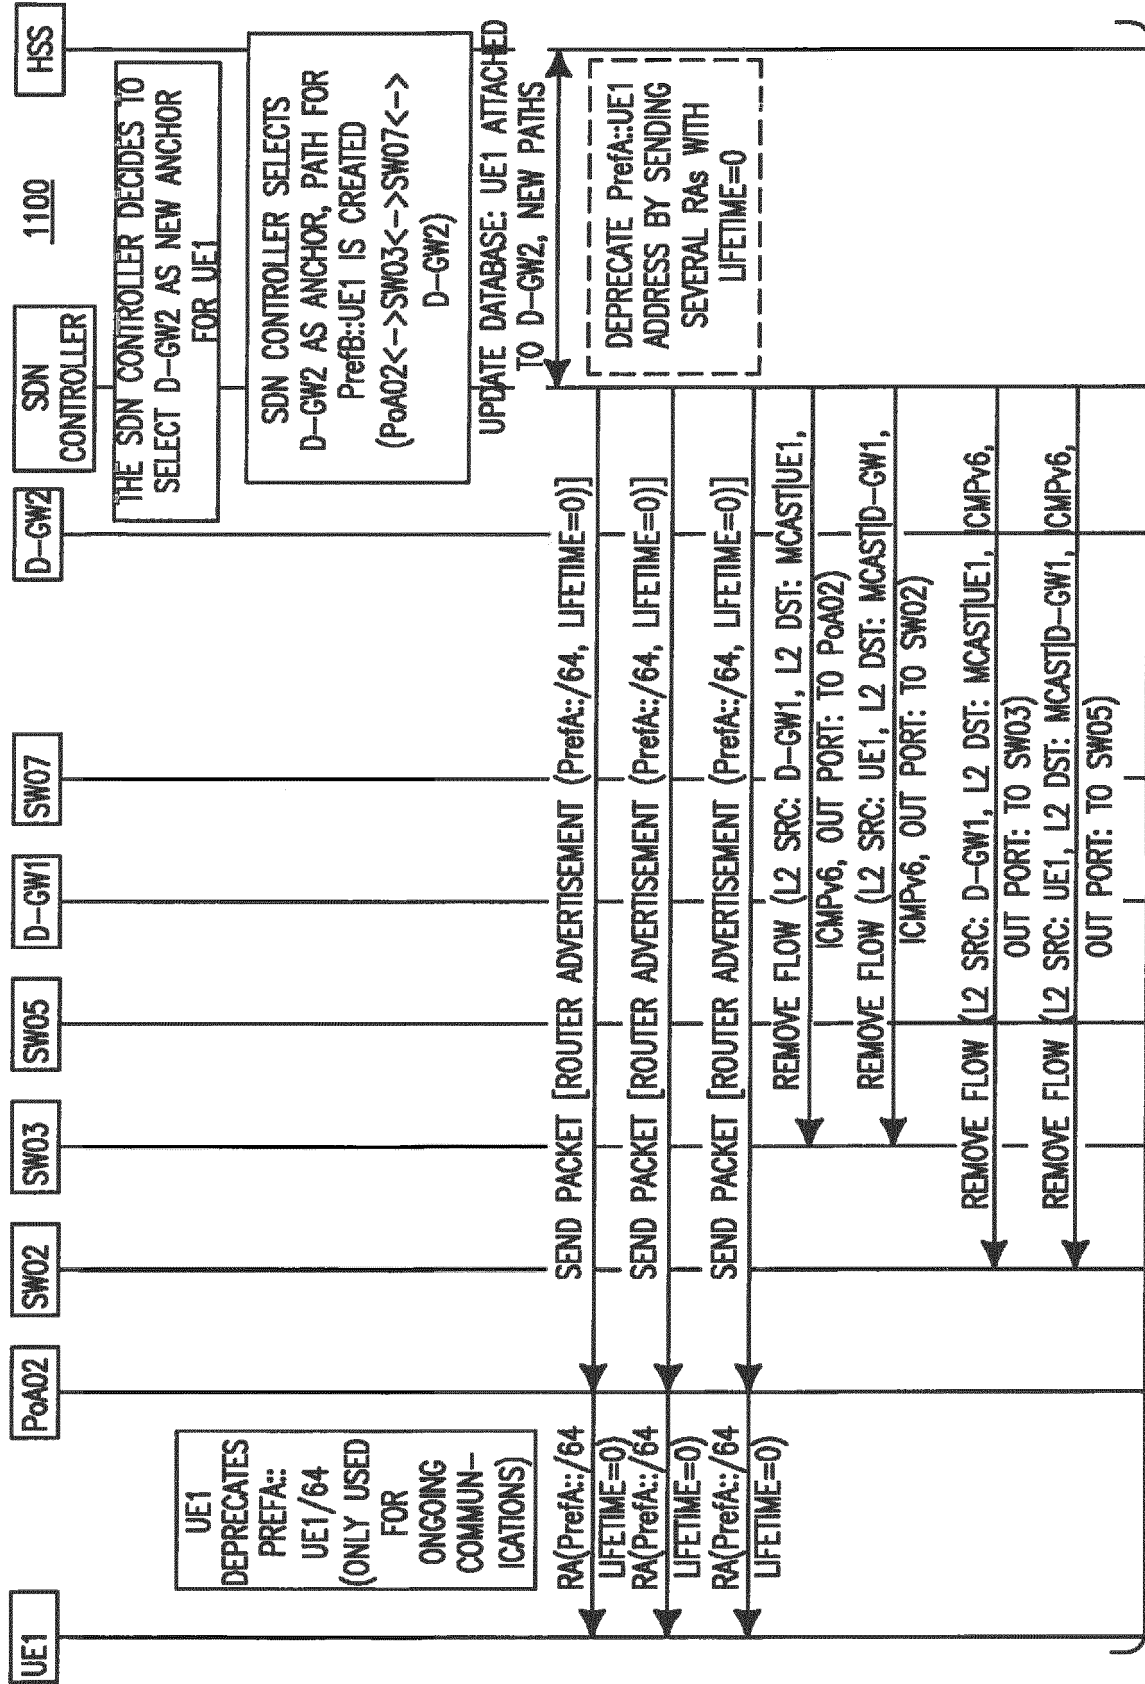 1100
UE1
PoA02
SW02
SW03
SW05
D-GW1
SW07
D-GW2
SDN
CONTROLLER
HSS
THE SDN CONTROLLER DECIDES TO
SELECT D-GW2 AS NEW ANCHOR
FOR UE1
SDN CONTROLLER SELECTS
D-GW2 AS ANCHOR, PATH FOR
PrefB::UE1 IS CREATED
(PoA02<->SW03<->SW07<->
D-GW2)
UE1
DEPRECATES
PREFA::
UE1/64
(ONLY USED
FOR
ONGOING
COMMUN-
ICATIONS)
UPDATE DATABASE: UE1 ATTACHED
TO D-GW2, NEW PATHS
DEPRECATE PrefA::UE1
ADDRESS BY SENDING
SEVERAL RAs WITH
LIFETIME=0
SEND PACKET [ROUTER ADVERTISEMENT (PrefA::/64, LIFETIME=0)]
RA(PrefA::/64
LIFETIME=0)
SEND PACKET [ROUTER ADVERTISEMENT (PrefA::/64, LIFETIME=0)]
RA(PrefA::/64
LIFETIME=0)
SEND PACKET [ROUTER ADVERTISEMENT (PrefA::/64, LIFETIME=0)]
RA(PrefA::/64
LIFETIME=0)
REMOVE FLOW (L2 SRC: D-GW1, L2 DST: MCAST|UE1,
ICMPv6, OUT PORT: TO PoA02)
REMOVE FLOW (L2 SRC: UE1, L2 DST: MCAST|D-GW1,
ICMPv6, OUT PORT: TO SW02)
REMOVE FLOW (L2 SRC: D-GW1, L2 DST: MCAST|UE1, ICMPv6,
OUT PORT: TO SW03)
REMOVE FLOW (L2 SRC: UE1, L2 DST: MCAST|D-GW1, ICMPv6,
OUT PORT: TO SW05)